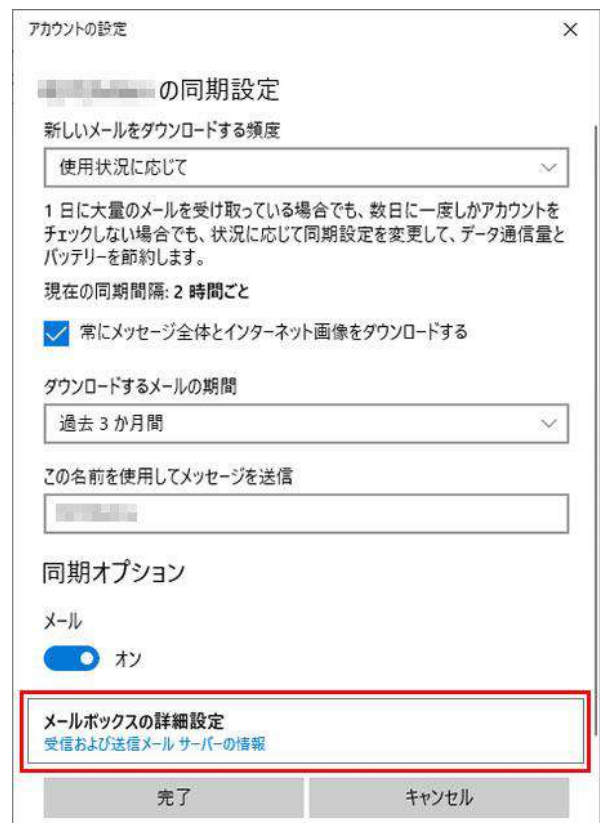 アカウントの設定
の同期設定
新しいメールをダウンロードする頻度
使用状況に応じて
1 日に大量のメールを受け取っている場合でも、数日に一度しかアカウントを
チェックしない場合でも、状況に応じて同期設定を変更して、データ通信量と
バッテリーを節約します。
現在の同期間隔: 2 時間ごと
常にメッセージ全体とインターネット画像をダウンロードする
ダウンロードするメールの期間
過去 3 か月間
この名前を使用してメッセージを送信
同期オプション
メール
オン
メールボックスの詳細設定
受信および送信メール サーバーの情報
完了
キャンセル